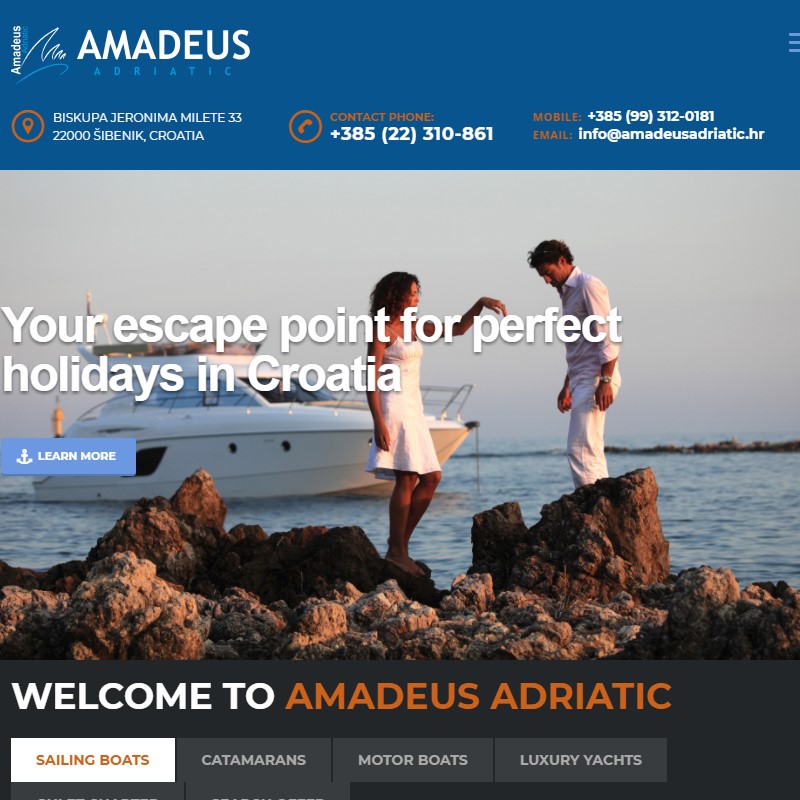 Amadeus
AMADEUS
ADRIATIC
BISKUPA JERONIMA MILETE 33
22000 ŠIBENIK, CROATIA
CONTACT PHONE:
+385 (22) 310-861
MOBILE: +385 (99) 312-0181
EMAIL: info@amadeusadriatic.hr
Your escape point for perfect
holidays in Croatia
LEARN MORE
WELCOME TO AMADEUS ADRIATIC
SAILING BOATS
CATAMARANS
MOTOR BOATS
LUXURY YACHTS